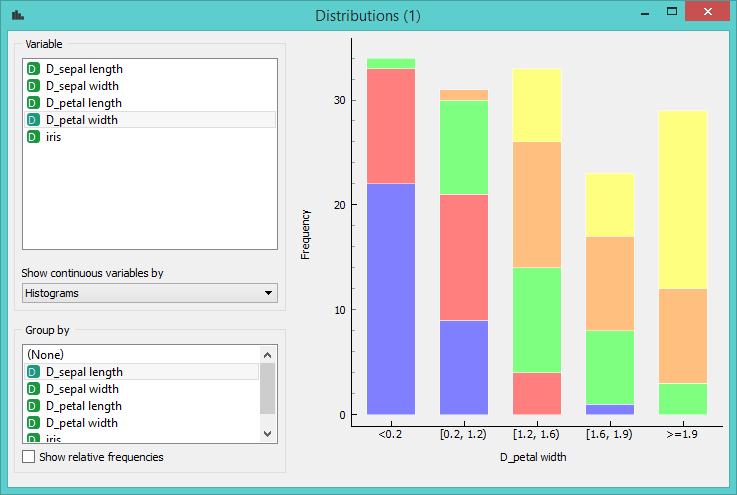 Distributions (1)
Variable
D D_sepal length
D D_sepal width
D D_petal length
D D_petal width
D iris
Show continuous variables by
Histograms
Group by
(None)
D D_sepal length
D D_sepal width
D D_petal length
D D_petal width
D iris
Show relative frequencies
Frequency
30
20
10
0
<0.2 [0.2, 1.2) [1.2, 1.6) [1.6, 1.9) >=1.9
D_petal width